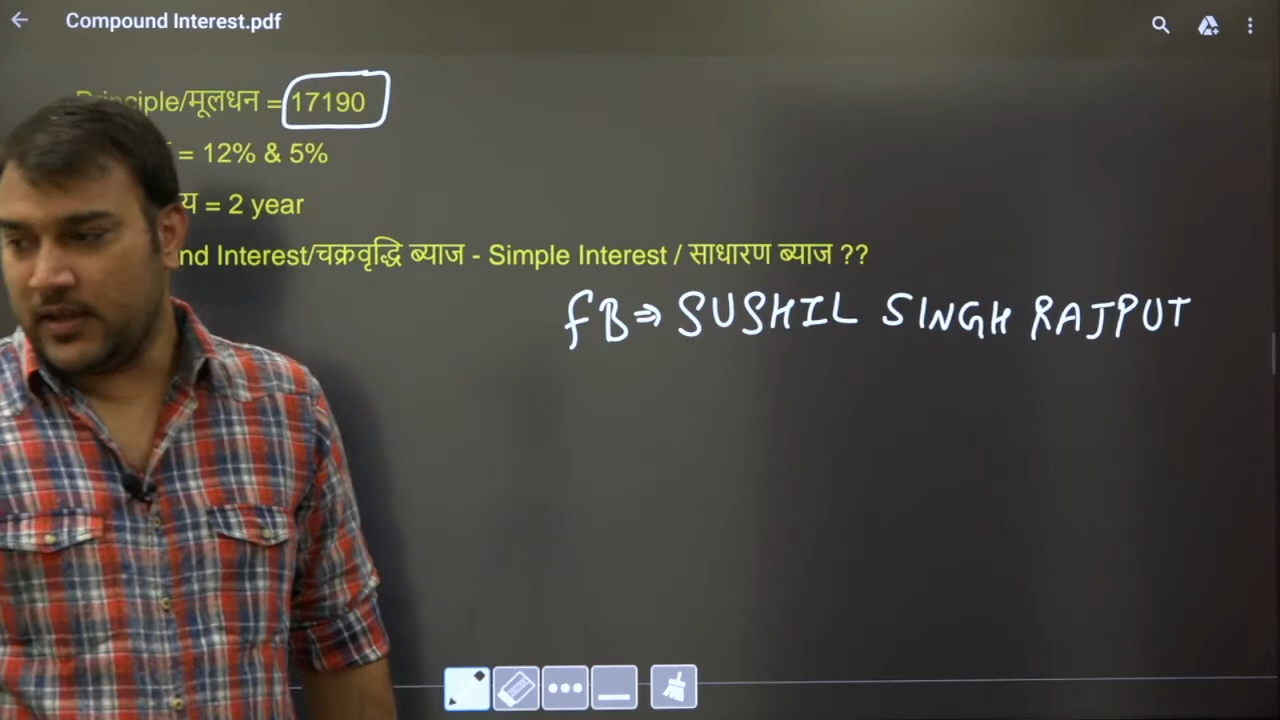 Compound Interest.pdf
Principle/मूलधन = 17190
= 12% & 5%
य = 2 year
nd Interest/चक्रवृद्धि ब्याज - Simple Interest / साधारण ब्याज ??
fB⇒ SUSHIL SINGH RAJPUT